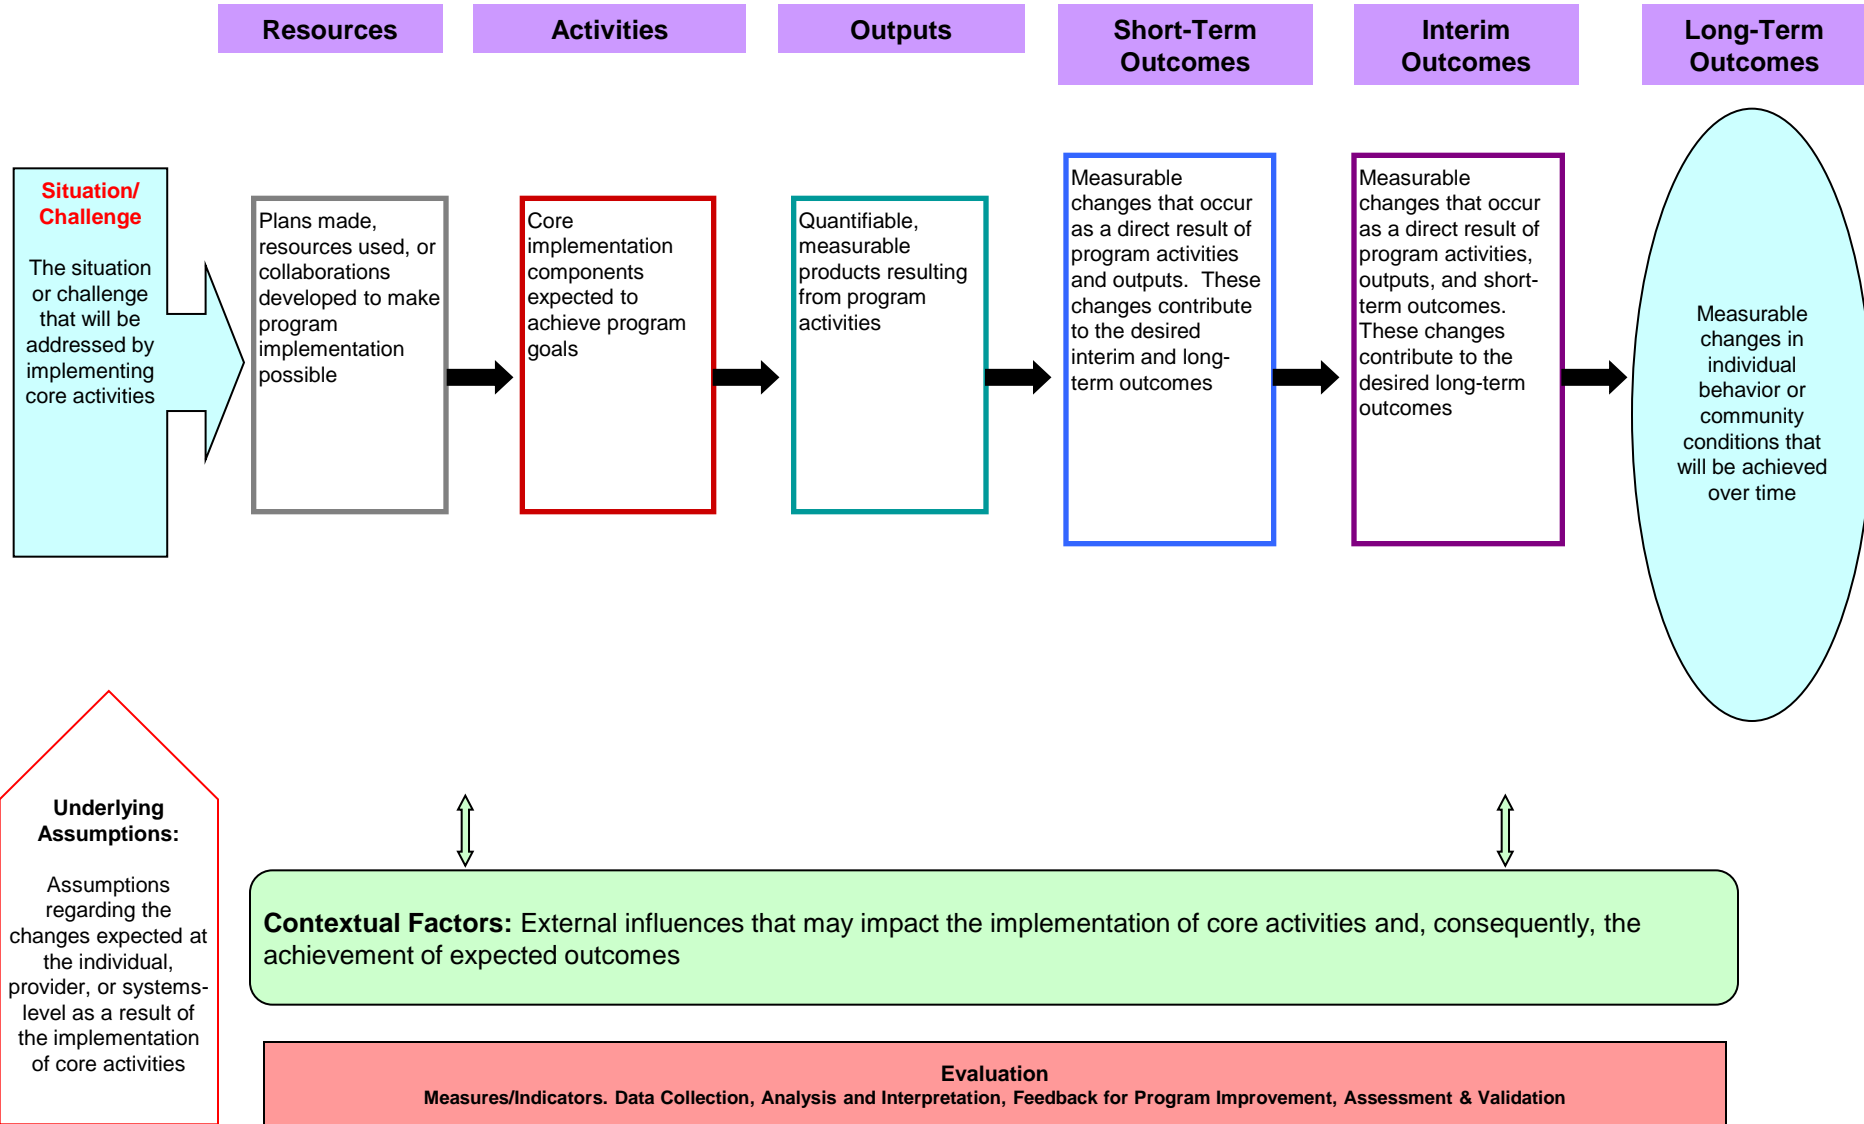 Resources
Activities
Outputs
Short-Term
Outcomes
Interim
Outcomes
Long-Term
Outcomes
Situation/
Challenge
The situation
or challenge
that will be
addressed by
implementing
core activities
Plans made,
resources used, or
collaborations
developed to make
program
implementation
possible
Core
implementation
components
expected to
achieve program
goals
Quantifiable,
measurable
products resulting
from program
activities
Measurable
changes that occur
as a direct result of
program activities
and outputs.  These
changes contribute
to the desired
interim and long-
term outcomes
Measurable
changes that occur
as a direct result of
program activities,
outputs, and short-
term outcomes.
These changes
contribute to the
desired long-term
outcomes
Measurable
changes in
individual
behavior or
community
conditions that
will be achieved
over time
Underlying
Assumptions:
Assumptions
regarding the
changes expected at
the individual,
provider, or systems-
level as a result of
the implementation
of core activities
Contextual Factors: External influences that may impact the implementation of core activities and, consequently, the
achievement of expected outcomes
Evaluation
Measures/Indicators. Data Collection, Analysis and Interpretation, Feedback for Program Improvement, Assessment & Validation